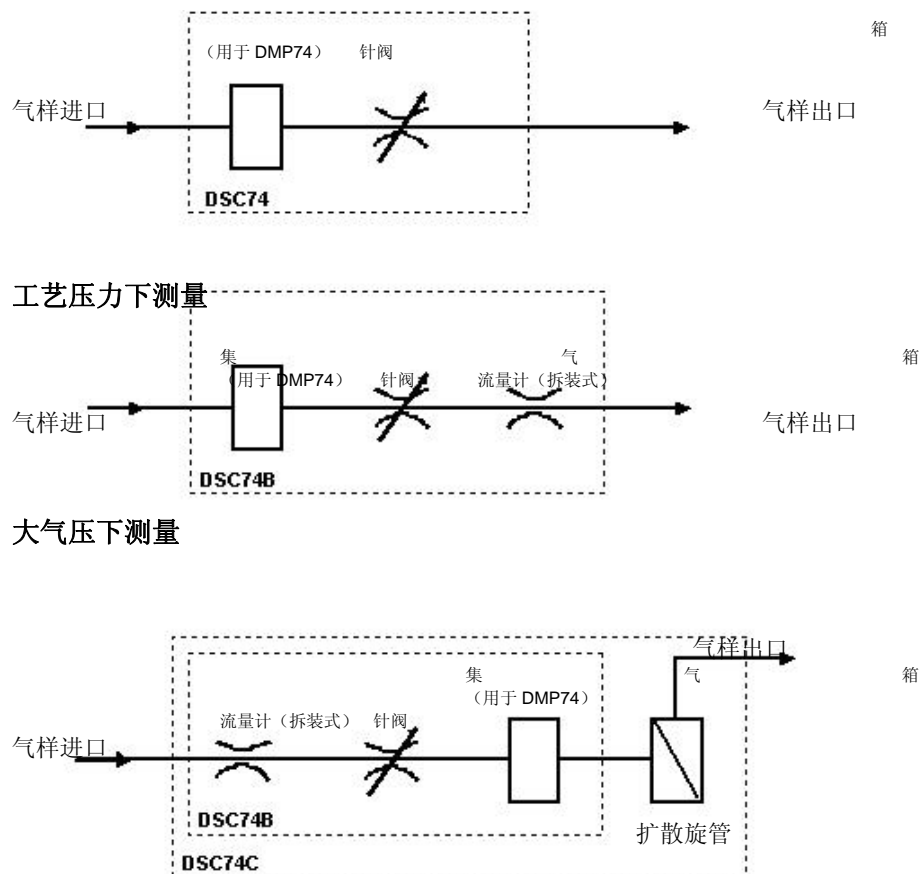 箱
（用于 DMP74） 针阀
气样进口 气样出口
DSC74
工艺压力下测量
集 气 箱
（用于 DMP74） 针阀 流量计（拆装式）
气样进口 气样出口
DSC74B
大气压下测量
气样出口
集 气 箱
（用于 DMP74）
流量计（拆装式） 针阀
气样进口
DSC74B
扩散旋管
DSC74C